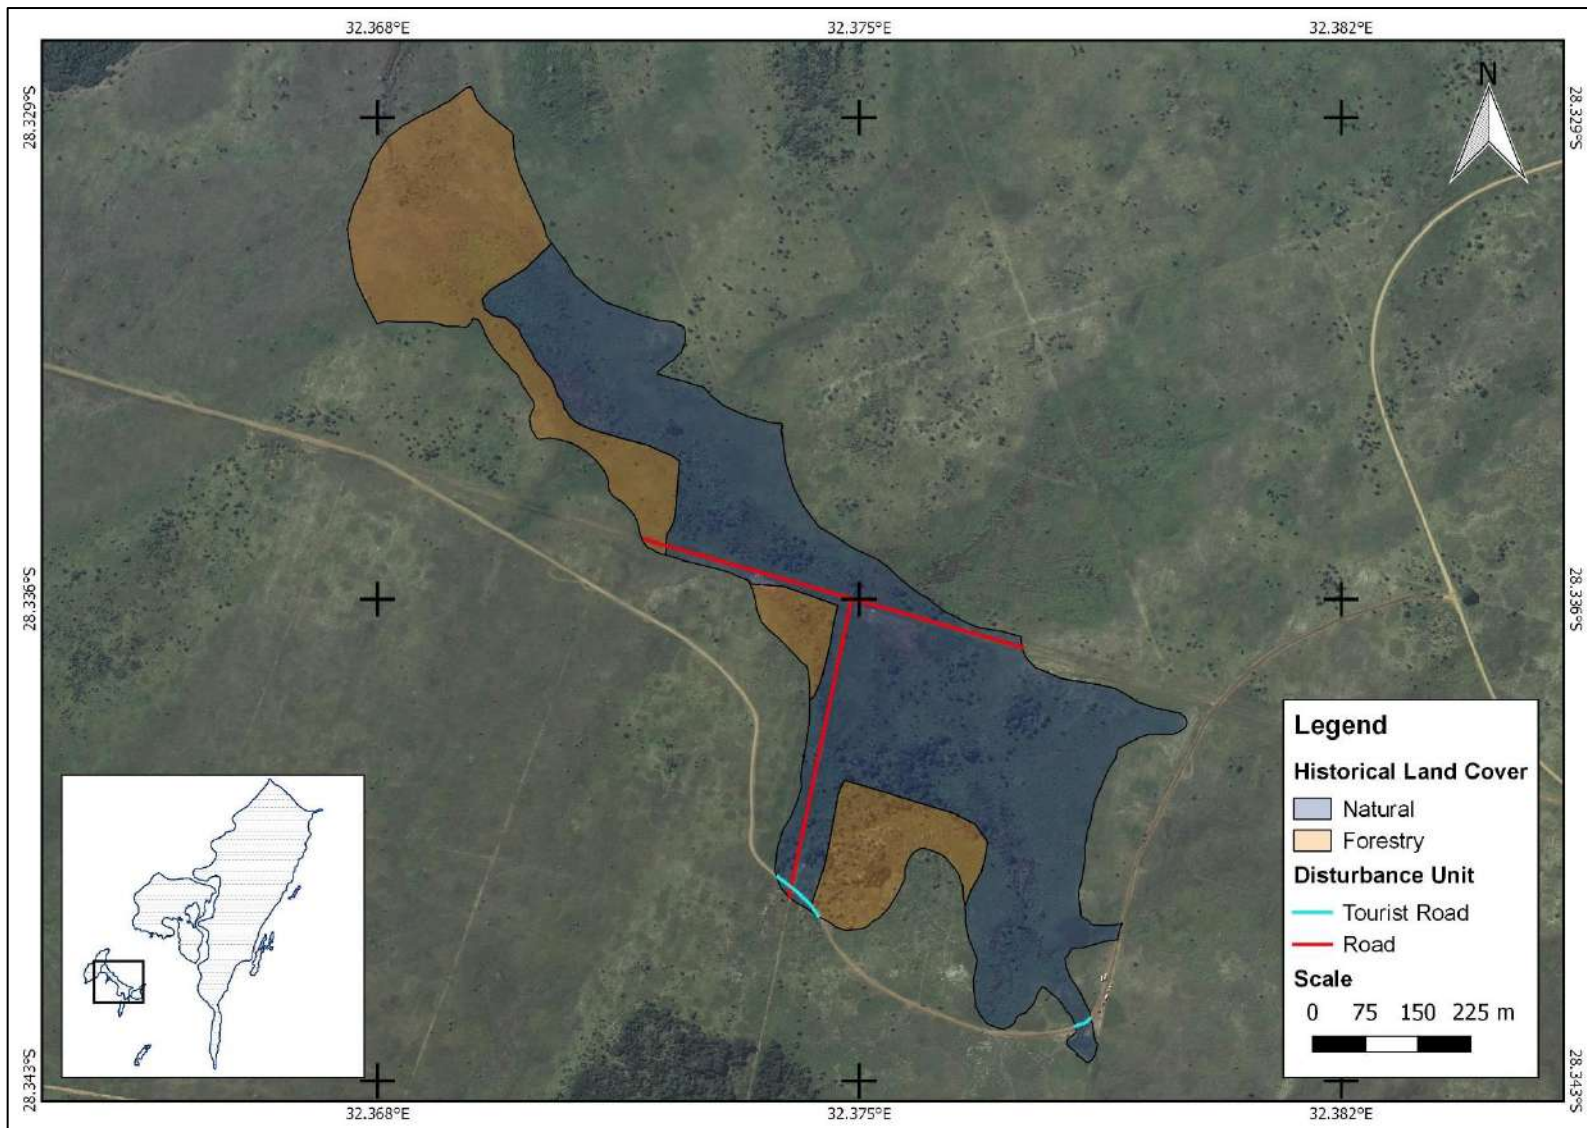 32.368°E 32.375°E 32.382°E
28.329°S 28.329°S
N
28.336°S 28.336°S
Legend
Historical Land Cover
Natural
Forestry
Disturbance Unit
Tourist Road
Road
Scale
0 75 150 225 m
28.343°S 28.343°S
32.368°E 32.375°E 32.382°E